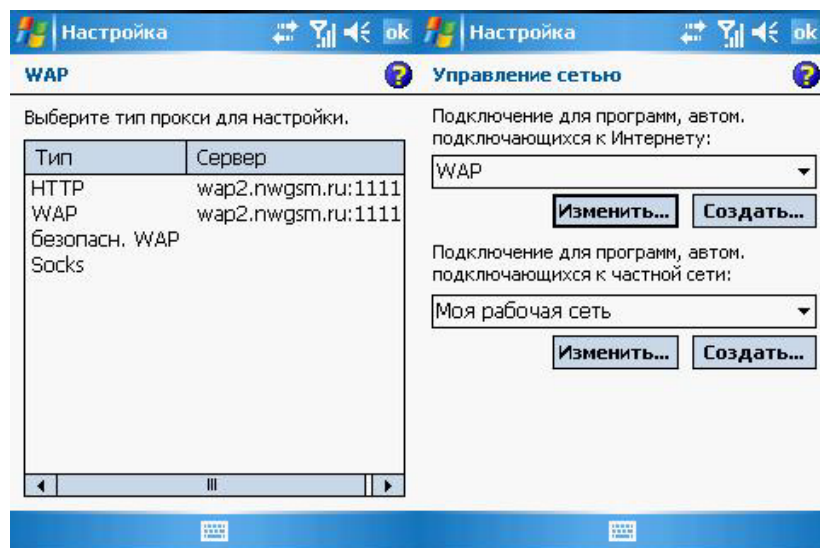 Настройка ok
WAP
Выберите тип прокси для настройки.
Тип Сервер
HTTP wap2.nwgsm.ru:1111
WAP wap2.nwgsm.ru:1111
безопасн. WAP
Socks
Настройка ok
Управление сетью
Подключение для программ, автом.
подключающихся к Интернету:
WAP
Изменить... Создать...
Подключение для программ, автом.
подключающихся к частной сети:
Моя рабочая сеть
Изменить... Создать...